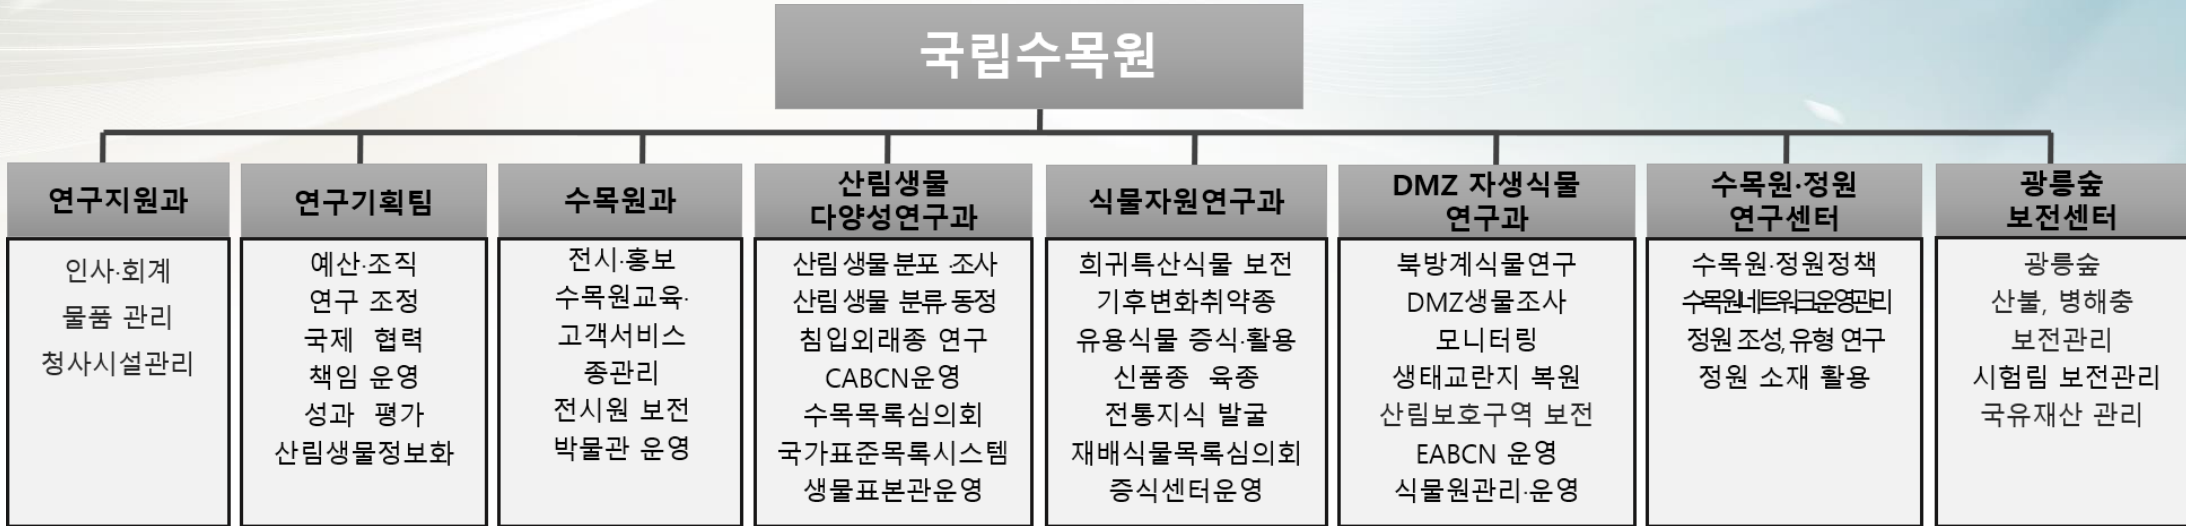 국립수목원
연구지원과
인사·회계
물품 관리
청사시설관리
연구기획팀
예산·조직
연구 조정
국제 협력
책임 운영
성과 평가
산림생물정보화
수목원과
전시·홍보
수목원교육·
고객서비스
종관리
전시원 보전
박물관 운영
산림생물
다양성연구과
산림생물 분포·조사
산림생물 분류·동정
침입외래종 연구
CABCN운영
수목목록심의회
국가표준목록시스템
생물표본관운영
식물자원연구과
희귀특산식물 보전
기후변화취약종
유용식물 증식·활용
신품종 육종
전통지식 발굴
재배식물목록심의회
증식센터운영
DMZ 자생식물
연구과
북방계식물연구
DMZ생물조사
모니터링
생태교란지 복원
산림보호구역 보전
EABCN 운영
식물원관리·운영
수목원·정원
연구센터
수목원·정원정책
수목원네트워크운영관리
정원 조성, 유형 연구
정원 소재 활용
광릉숲
보전센터
광릉숲
산불, 병해충
보전관리
시험림 보전관리
국유재산 관리